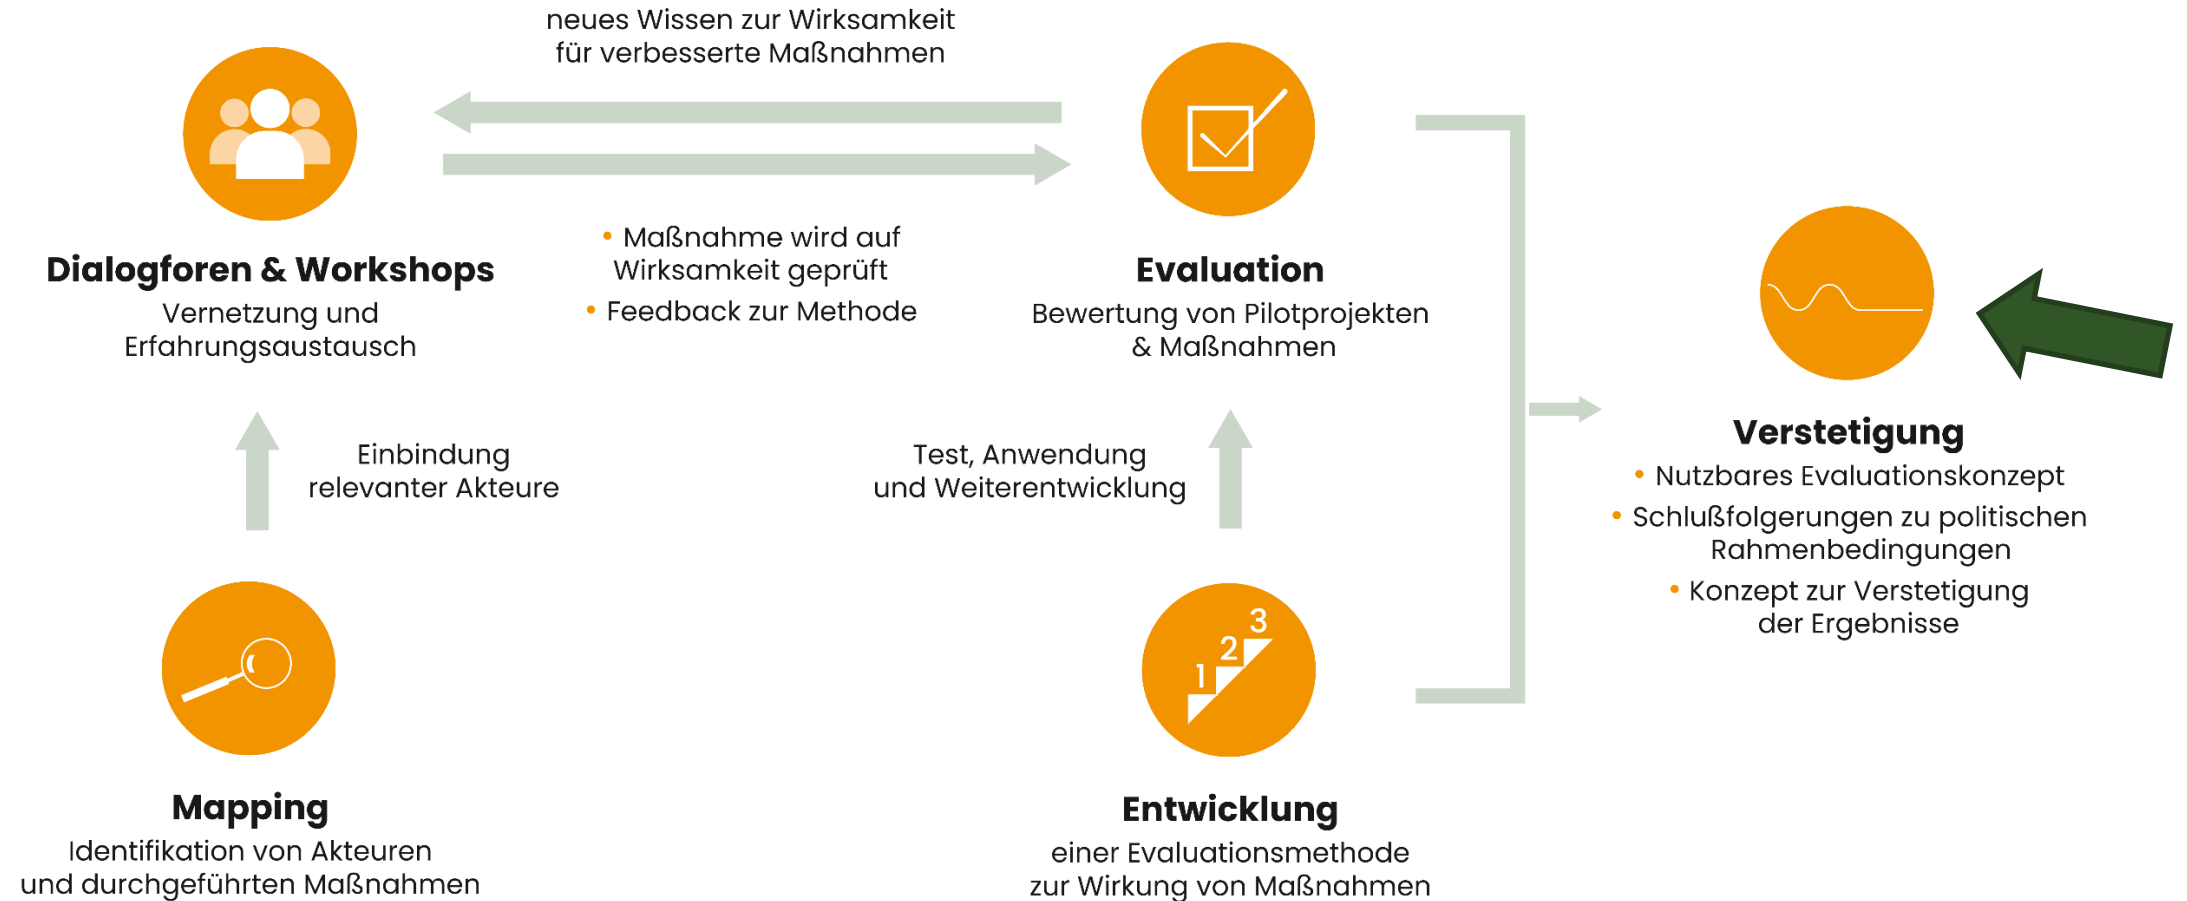 neues Wissen zur Wirksamkeit
für verbesserte Maßnahmen
Dialogforen & Workshops
Vernetzung und
Erfahrungsaustausch
• Maßnahme wird auf
Wirksamkeit geprüft
• Feedback zur Methode
Evaluation
Bewertung von Pilotprojekten
& Maßnahmen
Einbindung
relevanter Akteure
Test, Anwendung
und Weiterentwicklung
Verstetigung
• Nutzbares Evaluationskonzept
• Schlußfolgerungen zu politischen
Rahmenbedingungen
• Konzept zur Verstetigung
der Ergebnisse
Mapping
Identifikation von Akteuren
und durchgeführten Maßnahmen
1 2 3
Entwicklung
einer Evaluationsmethode
zur Wirkung von Maßnahmen